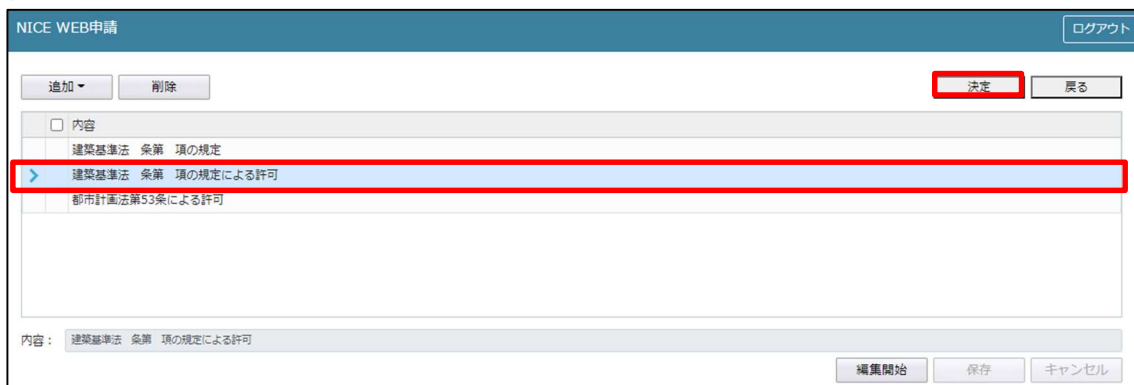 NICE WEB申請 ログアウト
追加 削除 決定 戻る
内容
建築基準法　条第　項の規定
建築基準法　条第　項の規定による許可
都市計画法第53条による許可
内容： 建築基準法　条第　項の規定による許可
編集開始 保存 キャンセル